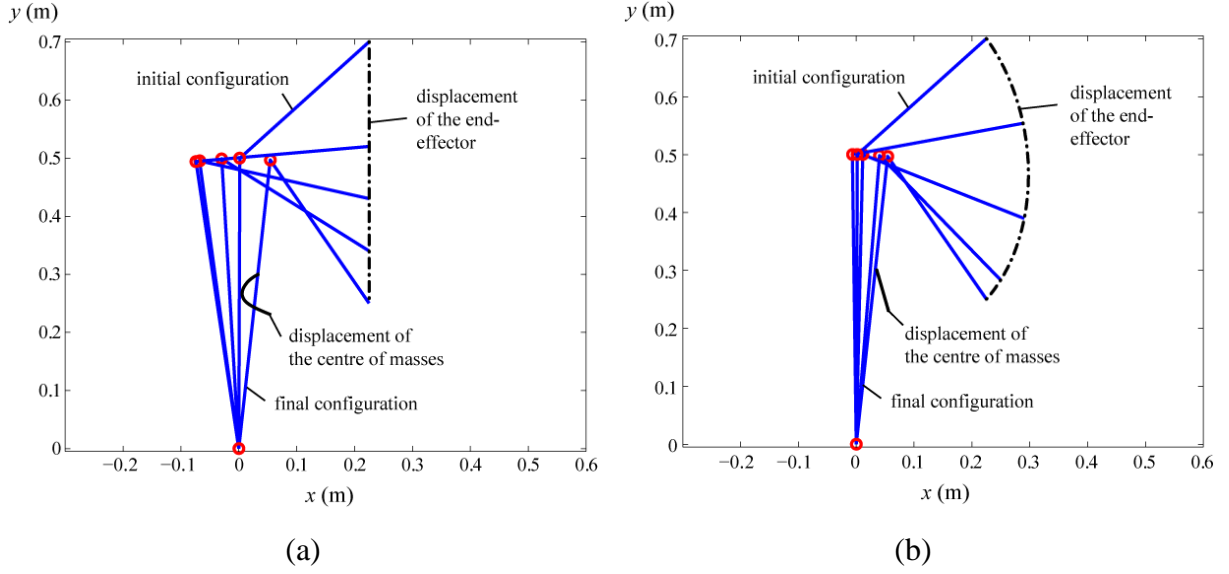 y (m)
0.7
0.6
0.5
0.4
0.3
0.2
0.1
0
−0.2
−0.1
0
0.1
0.2
0.3
0.4
0.5
0.6
x (m)
initial configuration
displacement
of the end-
effector
displacement of
the centre of masses
final configuration
(a)
y (m)
0.7
0.6
0.5
0.4
0.3
0.2
0.1
0
−0.2
−0.1
0
0.1
0.2
0.3
0.4
0.5
0.6
x (m)
initial configuration
displacement
of the end-
effector
displacement of
the centre of masses
final configuration
(b)